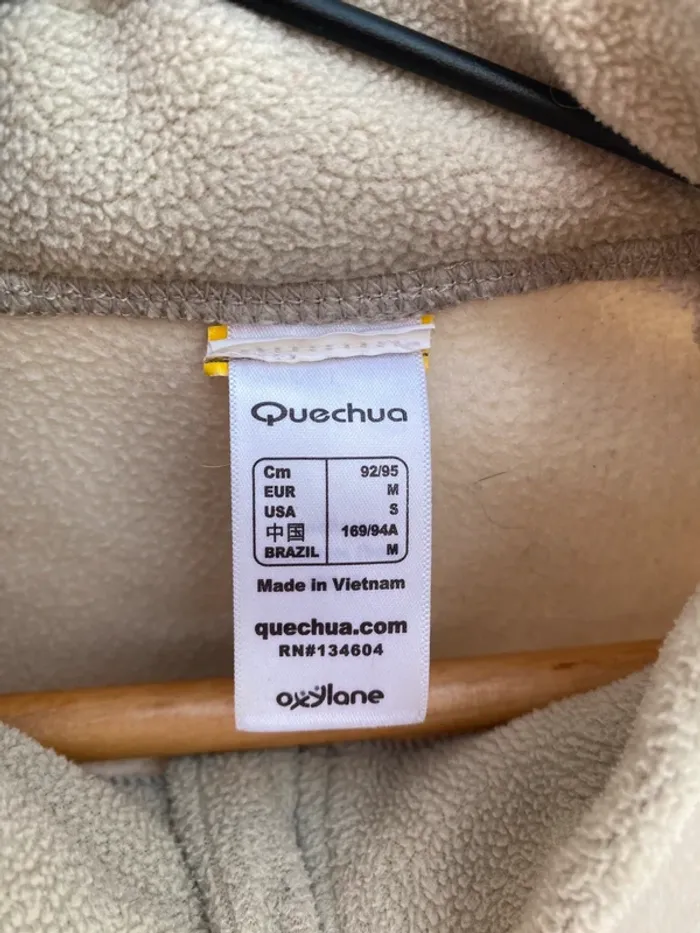 Quechua
Cm 92/95
EUR M
USA S
中国 169/94A
BRAZIL M
Made in Vietnam
quechua.com
RN#134604
oxylane